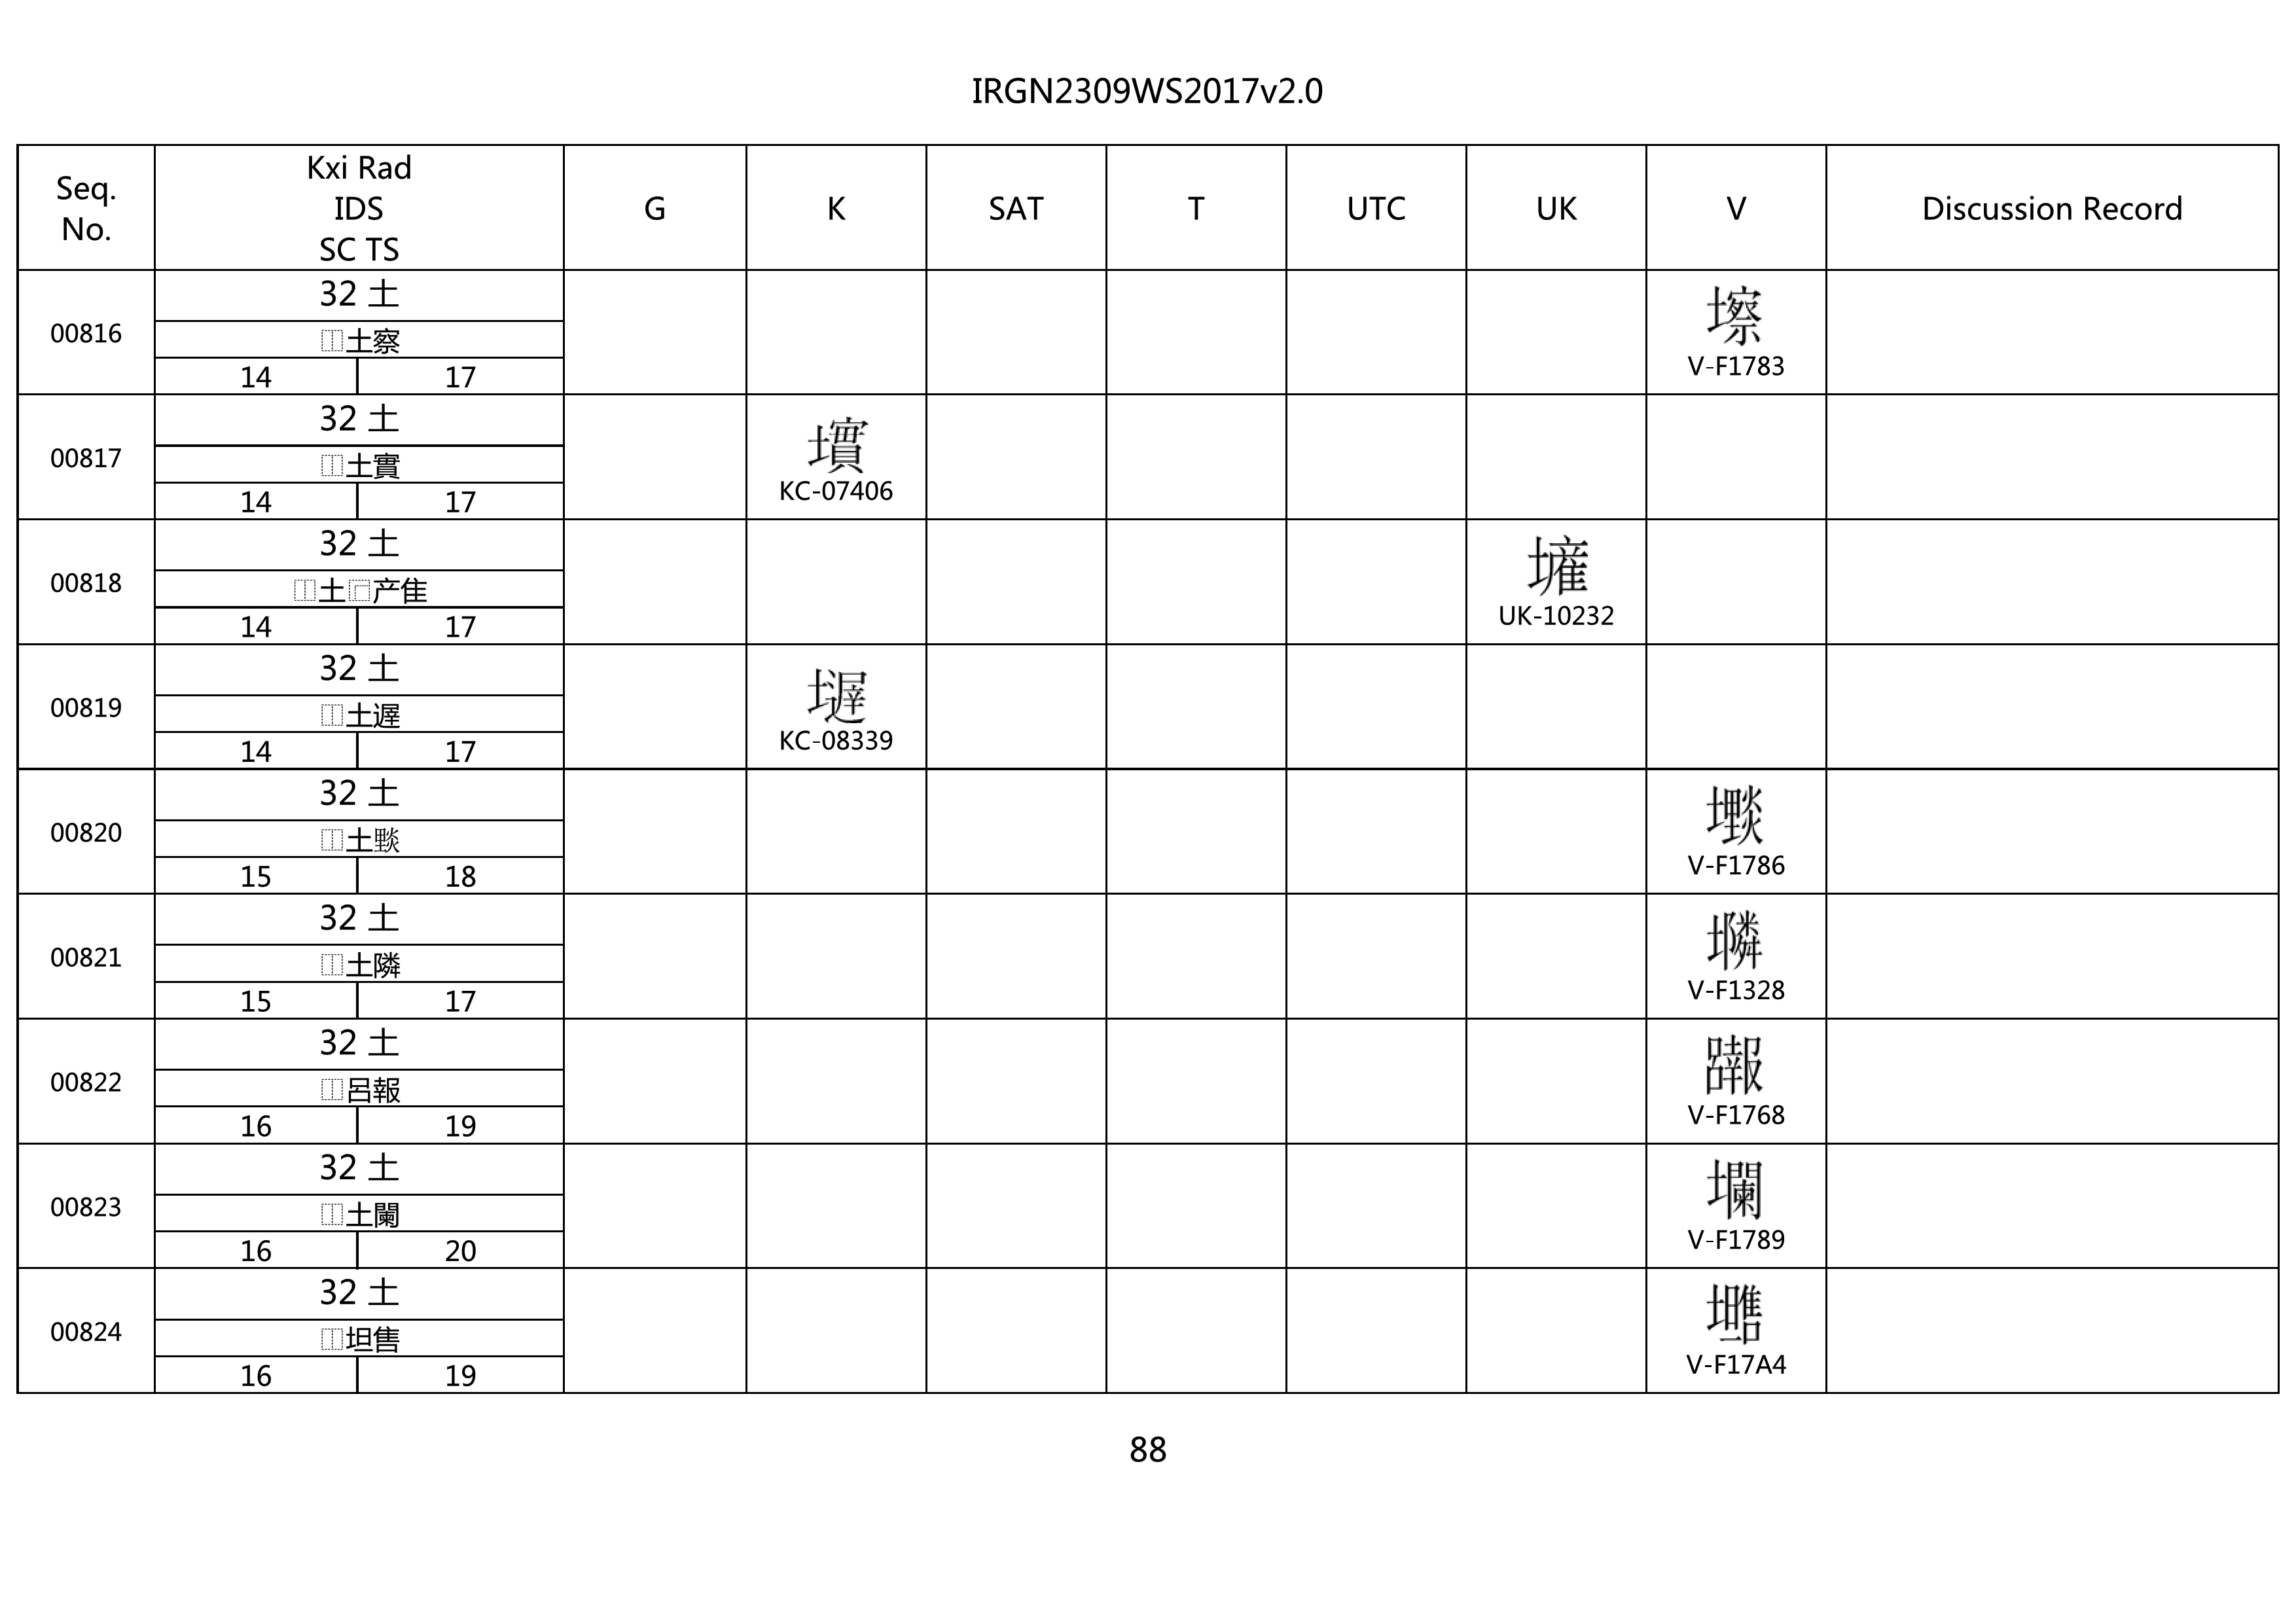 IRGN2309WS2017v2.0
Seq. No. Kxi Rad IDS SC TS G K SAT T UTC UK V Discussion Record
00816 32 土
⿰土察
14 17
V-F1783
00817 32 土
⿰土實
14 17
KC-07406
00818 32 土
⿰土⿸产隹
14 17
UK-10232
00819 32 土
⿰土遟
14 17
KC-08339
00820 32 土
⿰土
15 18
V-F1786
00821 32 土
⿰土隣
15 17
V-F1328
00822 32 土
⿰呂報
16 19
V-F1768
00823 32 土
⿰土闌
16 20
V-F1789
00824 32 土
⿰坦售
16 19
V-F17A4
88